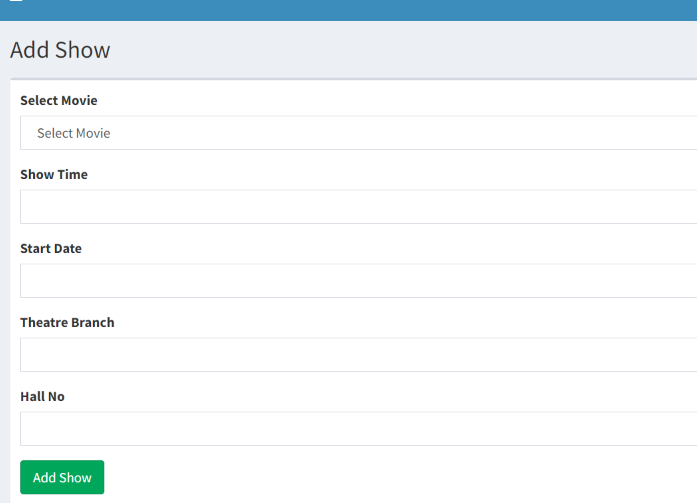 Add Show
Select Movie
Select Movie
Show Time
Start Date
Theatre Branch
Hall No
Add Show